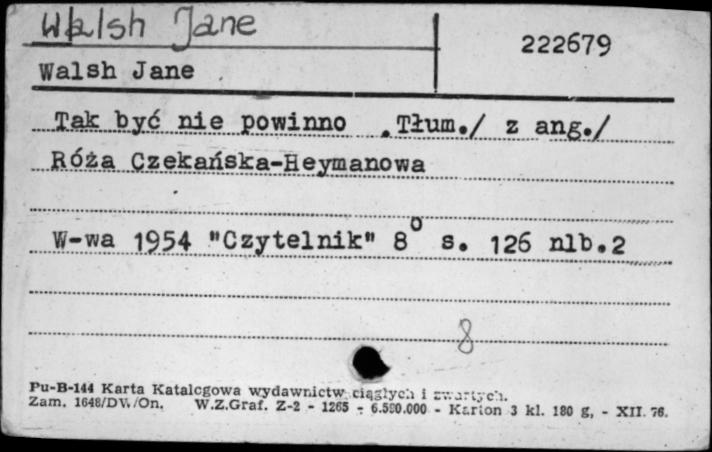 Walsh Jane
222679
Walsh Jane
Tak być nie powinno . Tłum./ z ang./
Róża Czekańska-Heymanowa
W-wa 1954 "Czytelnik" 8° s. 126 nlb.2
8
Pu-B-144 Karta Katalogowa wydawnictw ciągłych i zwartych.
Zam. 1648/DW./On. W.Z.Graf. Z-2 - 1265 - 6.500.000 - Karton 3 kl. 180 g, - XII. 76.